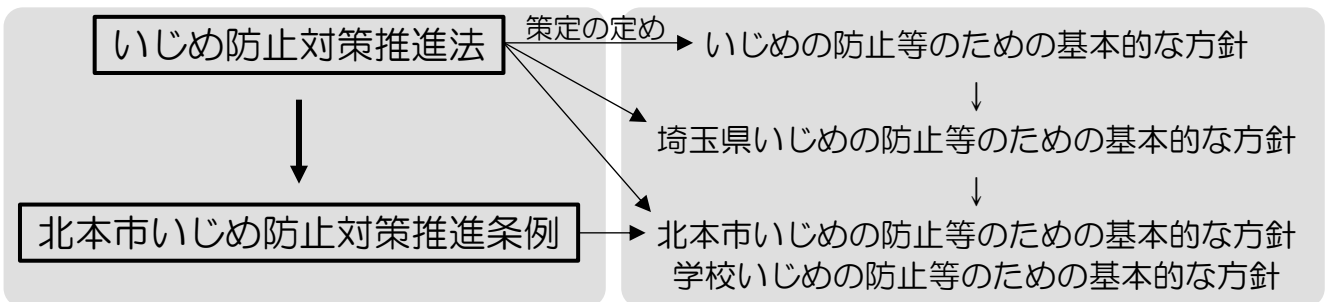 いじめ防止対策推進法
策定の定め
いじめの防止等のための基本的な方針
↓
埼玉県いじめの防止等のための基本的な方針
↓
北本市いじめ防止対策推進条例
北本市いじめの防止等のための基本的な方針
学校いじめの防止等のための基本的な方針